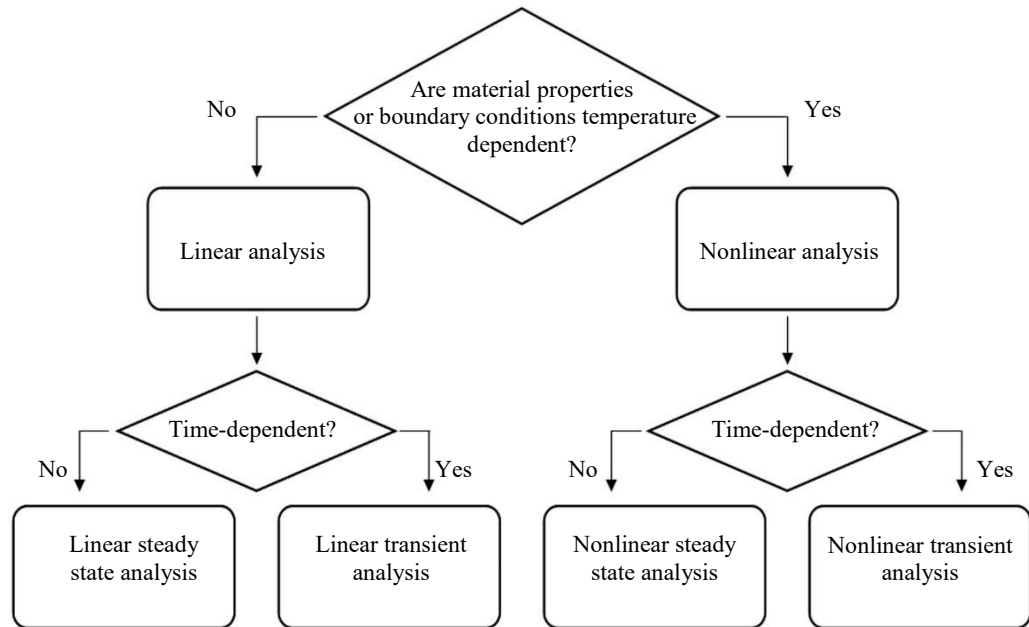 Are material properties
or boundary conditions temperature
dependent?
No
Yes
Linear analysis
Nonlinear analysis
Time-dependent?
Time-dependent?
No
Yes
No
Yes
Linear steady
state analysis
Linear transient
analysis
Nonlinear steady
state analysis
Nonlinear transient
analysis